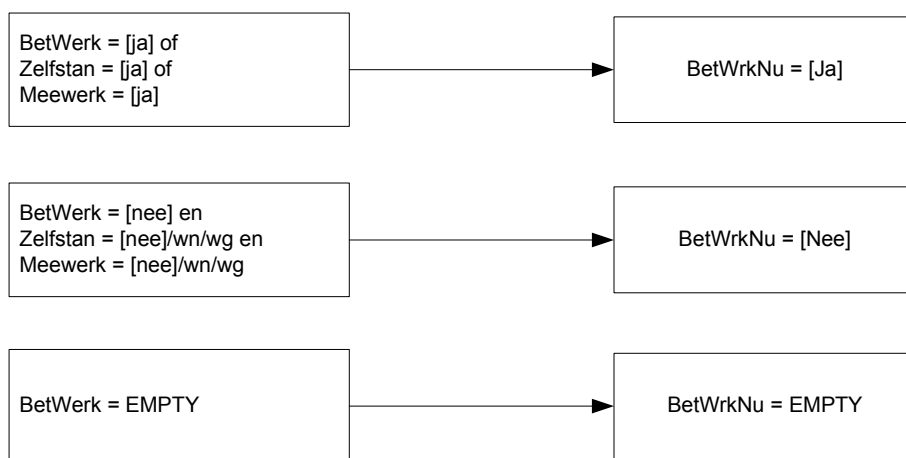 BetWerk = [ja] of
Zelfstan = [ja] of
Meewerk = [ja]
BetWrkNu = [Ja]
BetWerk = [nee] en
Zelfstan = [nee]/wn/wg en
Meewerk = [nee]/wn/wg
BetWrkNu = [Nee]
BetWerk = EMPTY
BetWrkNu = EMPTY